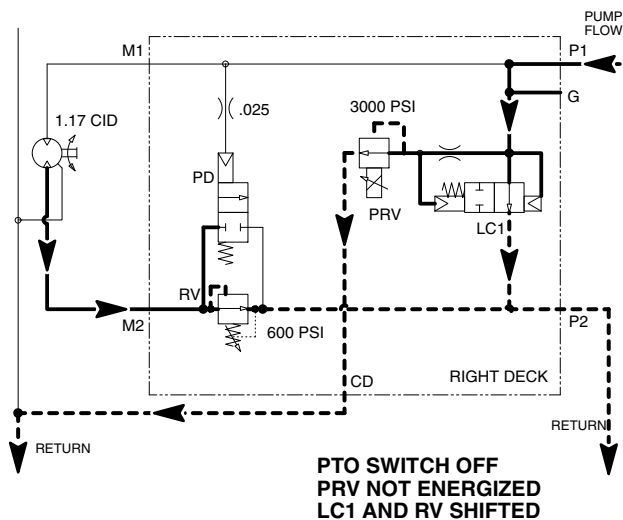 PUMP
FLOW
M1
P1
G
1.17 CID
.025
3000 PSI
PD
PRV
LC1
RV
M2
600 PSI
P2
CD
RIGHT DECK
RETURN
RETURN
PTO SWITCH OFF
PRV NOT ENERGIZED
LC1 AND RV SHIFTED